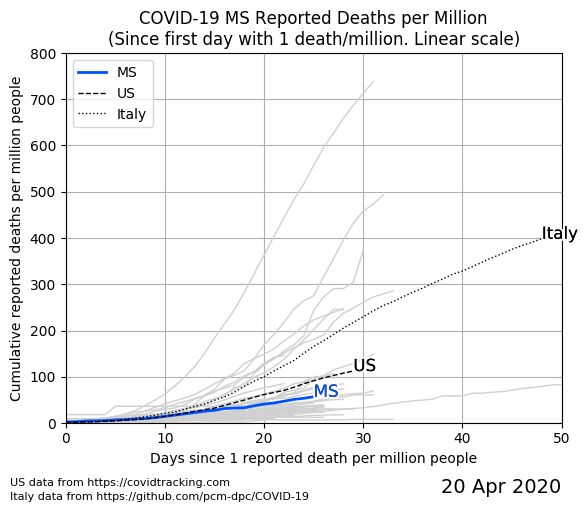 COVID-19 MS Reported Deaths per Million
(Since first day with 1 death/million. Linear scale)
800
700
600
500
400
300
200
100
0
Cumulative reported deaths per million people
MS
US
Italy
Italy
US
MS
0 10 20 30 40 50
Days since 1 reported death per million people
US data from https://covidtracking.com
Italy data from https://github.com/pcm-dpc/COVID-19
20 Apr 2020